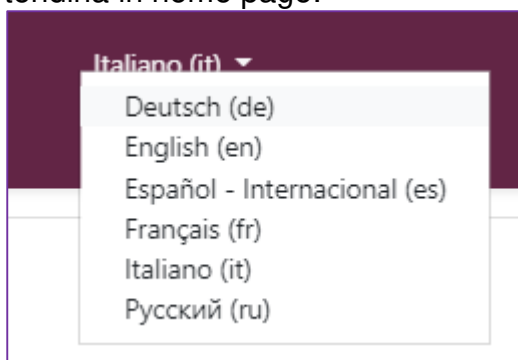 tendina in home page.
Italiano (it)
Deutsch (de)
English (en)
Español - Internacional (es)
Français (fr)
Italiano (it)
Русский (ru)